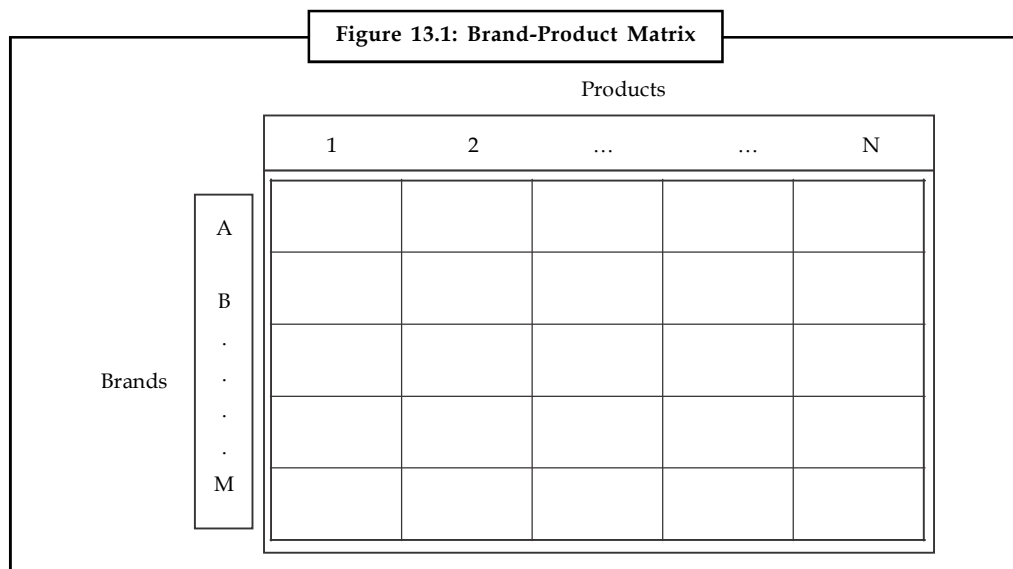 Figure 13.1: Brand-Product Matrix
Products
1 2 ... ... N
A
B
.
.
Brands
.
.
M